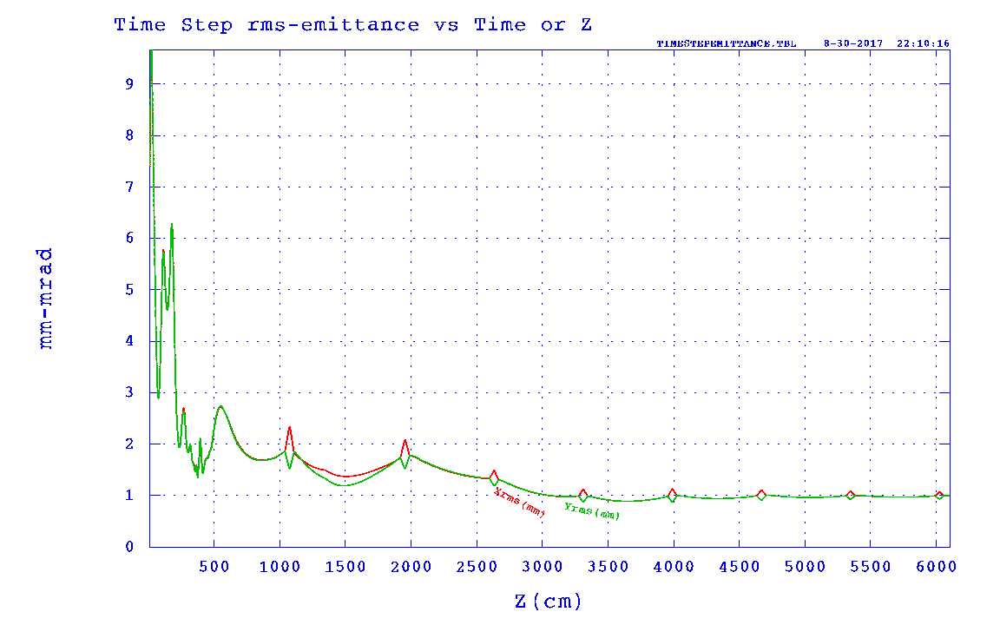 Time Step rms-emittance vs Time or Z
TIMESTEPEMITTANCE.TBL 8-30-2017 22:10:16
9
8
7
6
5
4
3
2
1
0
mm-mrad
Xrms(mm)
Yrms(mm)
500 1000 1500 2000 2500 3000 3500 4000 4500 5000 5500 6000
Z(cm)